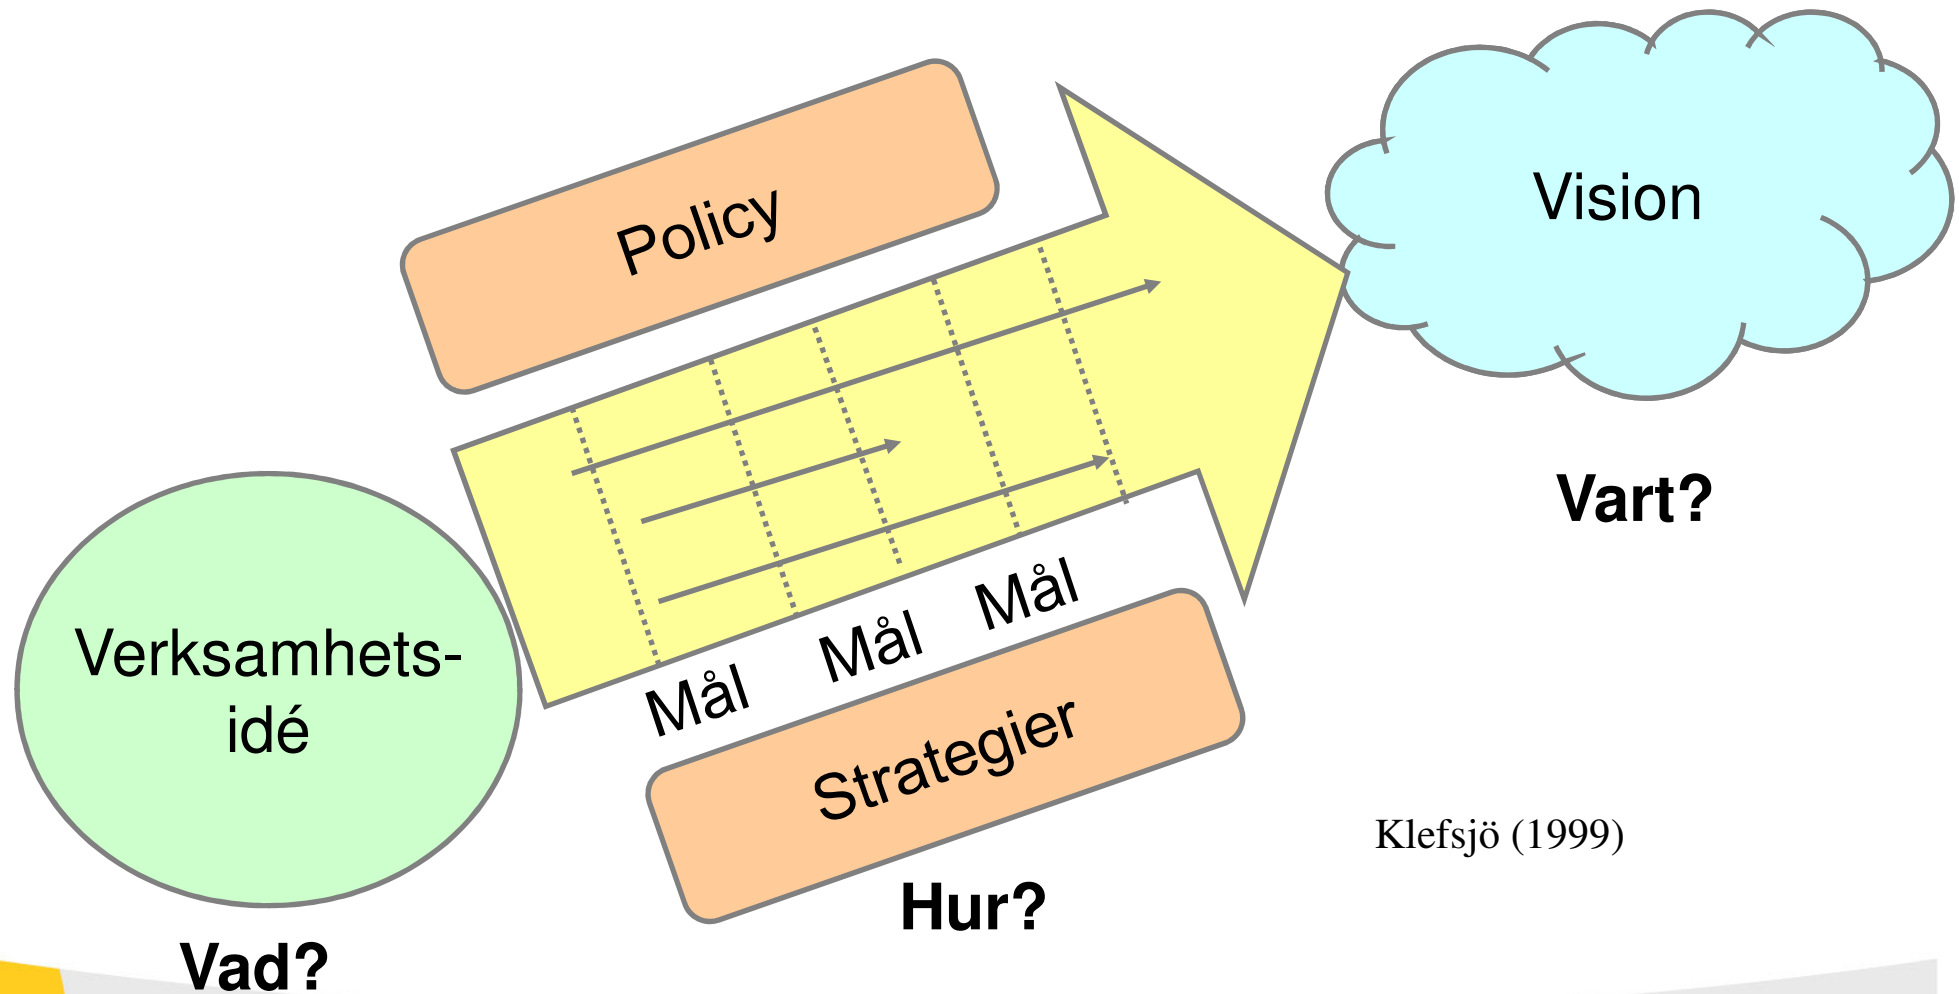 Policy
Vision
Vart?
Verksamhets-
idé
Mål
Mål
Mål
Strategier
Klefsjö (1999)
Hur?
Vad?